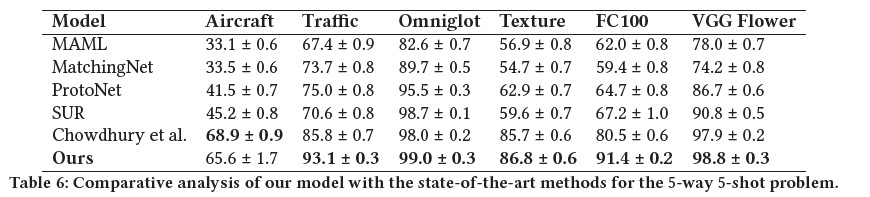 Model Aircraft Traffic Omniglot Texture FC100 VGG Flower
MAML 33.1 ± 0.6 67.4 ± 0.9 82.6 ± 0.7 56.9 ± 0.8 62.0 ± 0.8 78.0 ± 0.7
MatchingNet 33.5 ± 0.6 73.7 ± 0.8 89.7 ± 0.5 54.7 ± 0.7 59.4 ± 0.8 74.2 ± 0.8
ProtoNet 41.5 ± 0.7 75.0 ± 0.8 95.5 ± 0.3 62.9 ± 0.7 64.7 ± 0.8 86.7 ± 0.6
SUR 45.2 ± 0.8 70.6 ± 0.8 98.7 ± 0.1 59.6 ± 0.7 67.2 ± 1.0 90.8 ± 0.5
Chowdhury et al. 68.9 ± 0.9 85.8 ± 0.7 98.0 ± 0.2 85.7 ± 0.6 80.5 ± 0.6 97.9 ± 0.2
Ours 65.6 ± 1.7 93.1 ± 0.3 99.0 ± 0.3 86.8 ± 0.6 91.4 ± 0.2 98.8 ± 0.3
Table 6: Comparative analysis of our model with the state-of-the-art methods for the 5-way 5-shot problem.